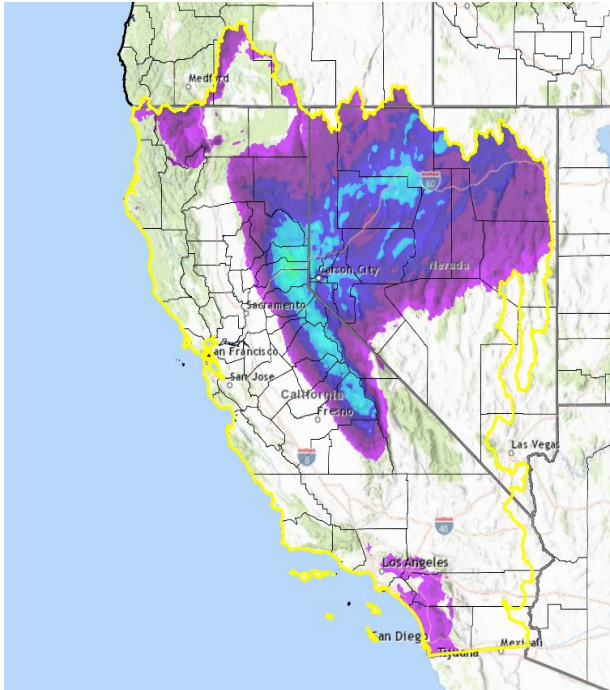 Medford
80
Nevada
Carson City
Sacramento
an Francisco
San Jose
California
Fresno
5
Las Vegas
40
Los Angeles
San Diego
Tijuana
Mexicali